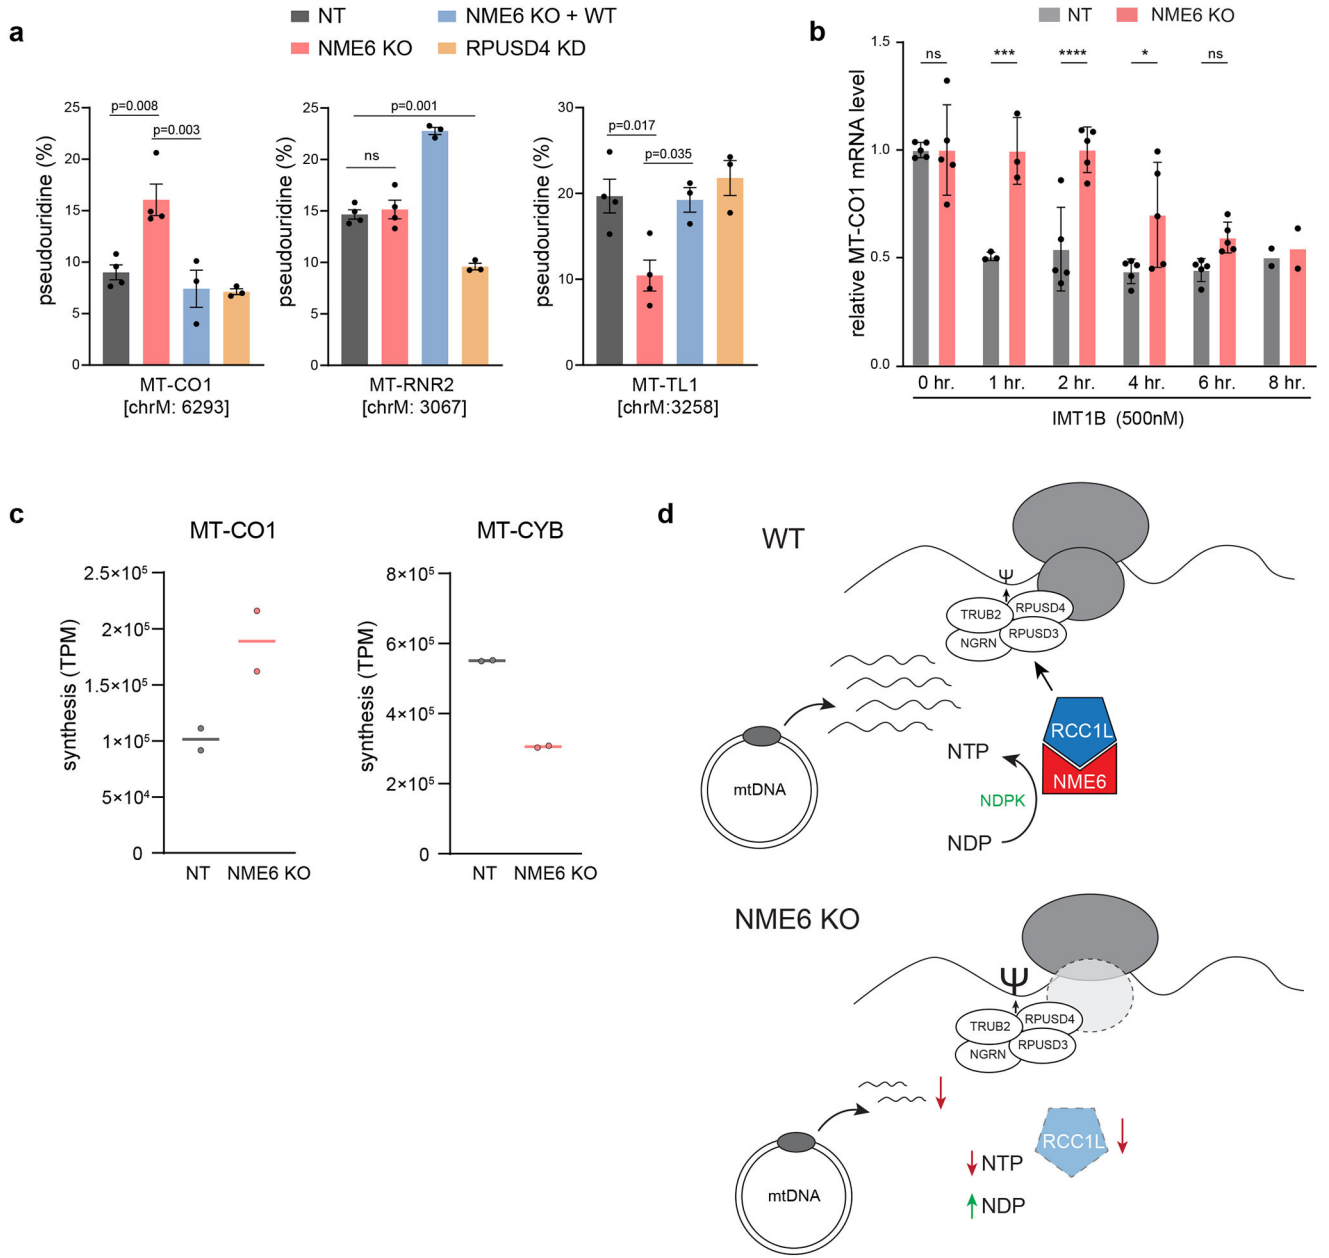 a
NT
NME6 KO
NME6 KO + WT
RPUSD4 KD
pseudouridine (%)
25
20
15
10
5
0
p=0.008
p=0.003
MT-CO1
[chrM: 6293]
pseudouridine (%)
25
20
15
10
5
0
p=0.001
ns
MT-RNR2
[chrM: 3067]
pseudouridine (%)
30
20
10
0
p=0.017
p=0.035
MT-TL1
[chrM:3258]
b
NT
NME6 KO
relative MT-CO1 mRNA level
1.5
1.0
0.5
0.0
ns
***
****
*
ns
0 hr.
1 hr.
2 hr.
4 hr.
6 hr.
8 hr.
IMT1B (500nM)
c
MT-CO1
synthesis (TPM)
2.5×10⁵
2×10⁵
1.5×10⁵
1×10⁵
5×10⁴
0
NT
NME6 KO
MT-CYB
synthesis (TPM)
8×10⁵
6×10⁵
4×10⁵
2×10⁵
0
NT
NME6 KO
d
WT
Ψ
TRUB2
RPUSD4
NGRN
RPUSD3
RCC1L
NME6
NTP
NDPK
NDP
mtDNA
NME6 KO
Ψ
TRUB2
RPUSD4
NGRN
RPUSD3
RCC1L
NTP
NDP
mtDNA